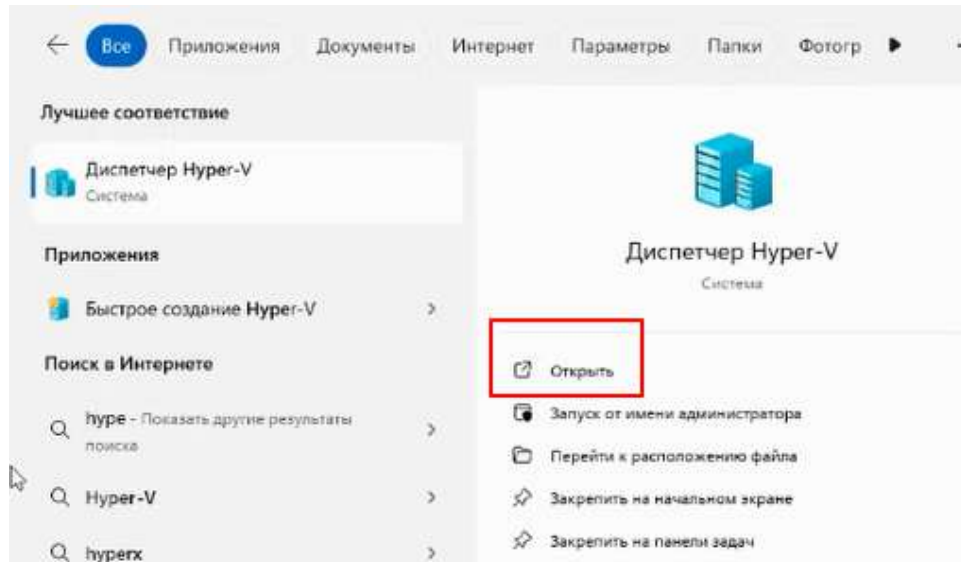 Все Приложения Документы Интернет Параметры Папки Фотогр
Лучшее соответствие
Диспетчер Hyper-V
Система
Приложения
Быстрое создание Hyper-V
Поиск в Интернете
hype - Показать другие результаты
поиска
Hyper-V
hyperx
Диспетчер Hyper-V
Система
Открыть
Запуск от имени администратора
Перейти к расположению файла
Закрепить на начальном экране
Закрепить на панели задач